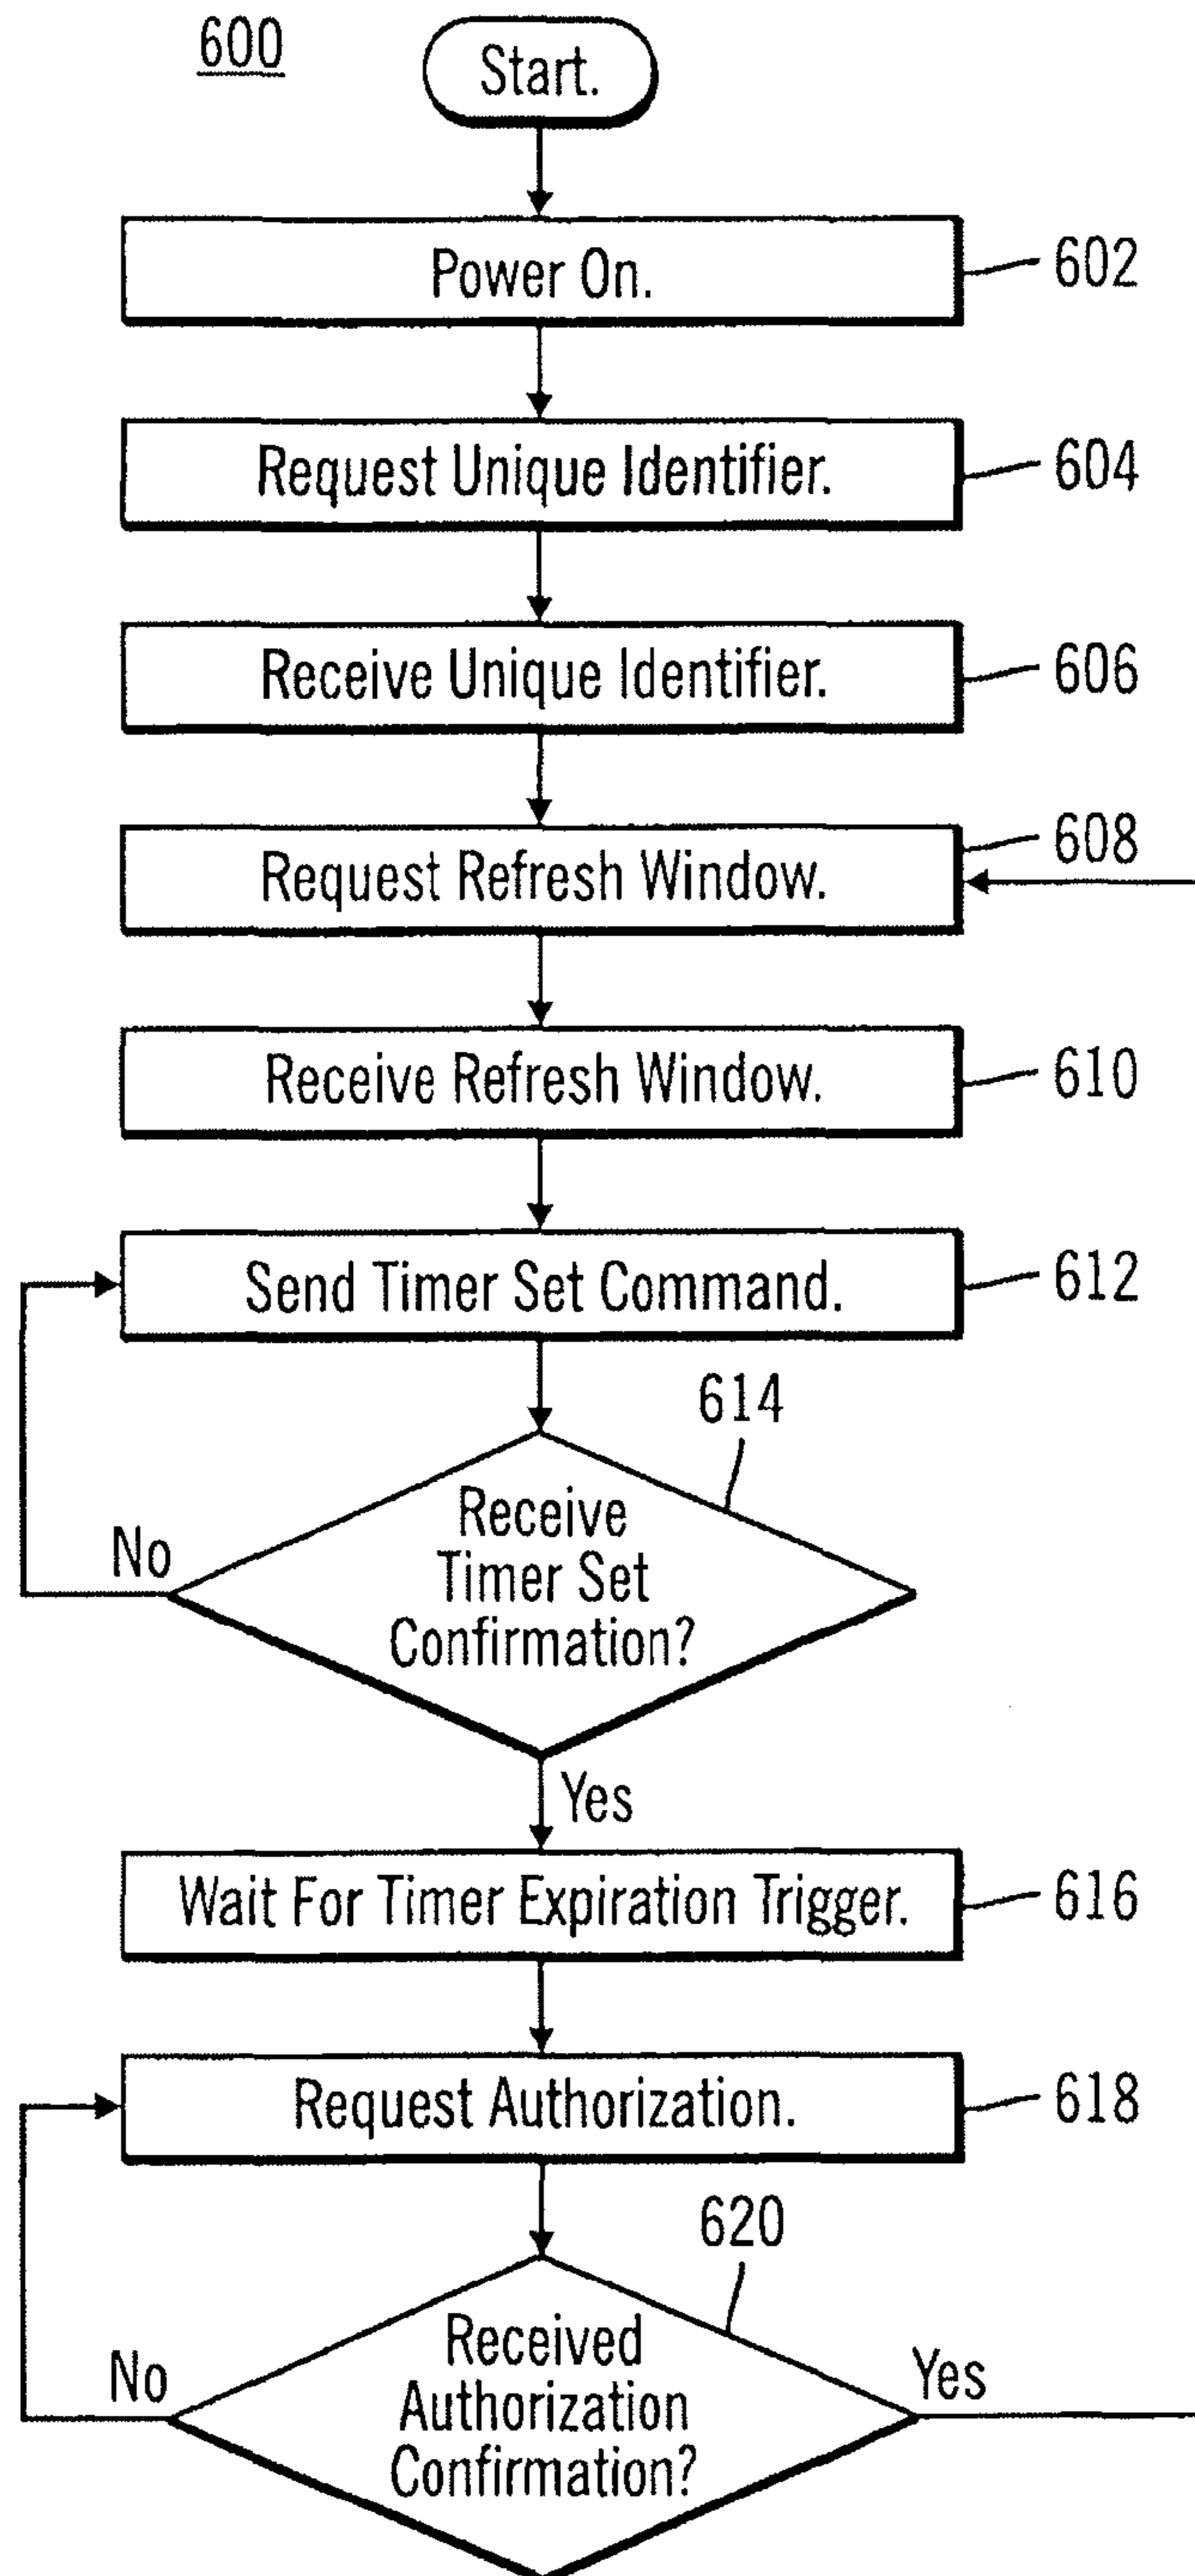 600
Start.
Power On.
602
Request Unique Identifier.
604
Receive Unique Identifier.
606
Request Refresh Window.
608
Receive Refresh Window.
610
Send Timer Set Command.
612
614
Receive
Timer Set
Confirmation?
No
Yes
Wait For Timer Expiration Trigger.
616
Request Authorization.
618
620
Received
Authorization
Confirmation?
No
Yes